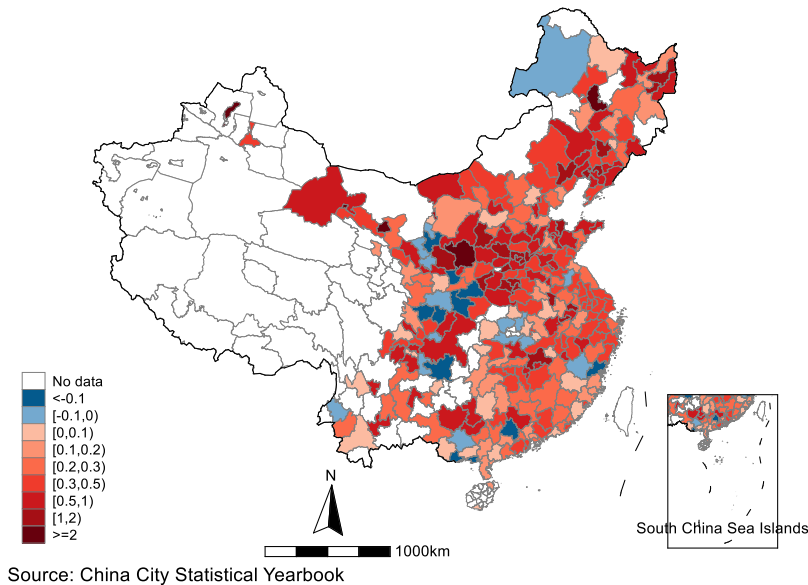 No data
<-0.1
[-0.1,0)
[0,0.1)
[0.1,0.2)
[0.2,0.3)
[0.3,0.5)
[0.5,1)
[1,2)
>=2
N
1000km
South China Sea Islands
Source: China City Statistical Yearbook